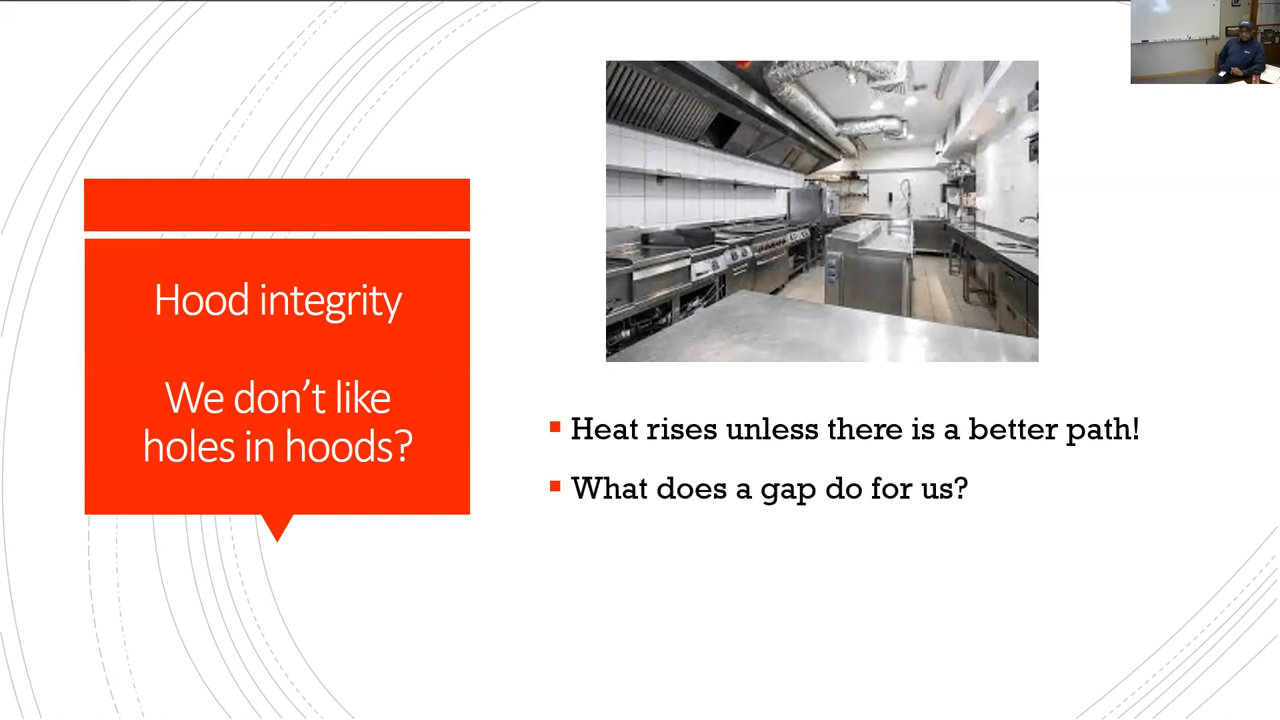 Hood integrity
We don't like
holes in hoods?
Heat rises unless there is a better path!
What does a gap do for us?